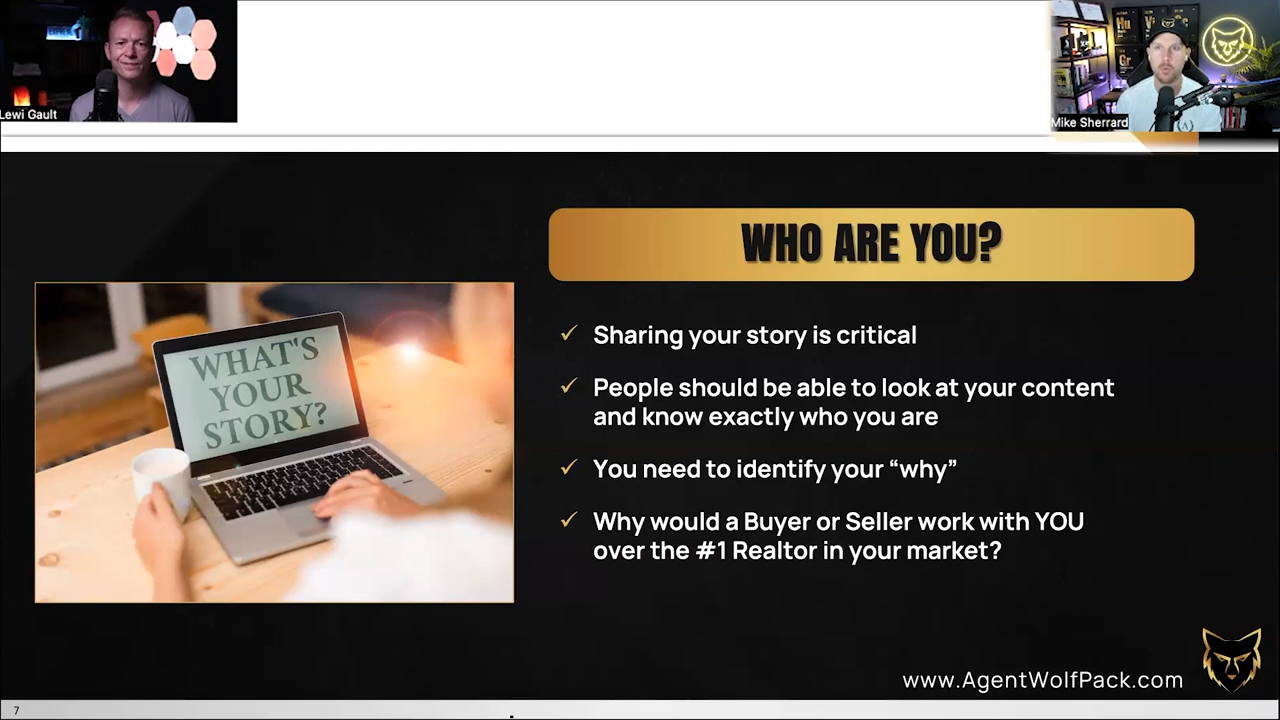 Lewi Gault
Mike Sherrard
WHO ARE YOU?
WHAT'S
YOUR
STORY?
✓ Sharing your story is critical
✓ People should be able to look at your content
and know exactly who you are
✓ You need to identify your “why”
✓ Why would a Buyer or Seller work with YOU
over the #1 Realtor in your market?
www.AgentWolfPack.com
7